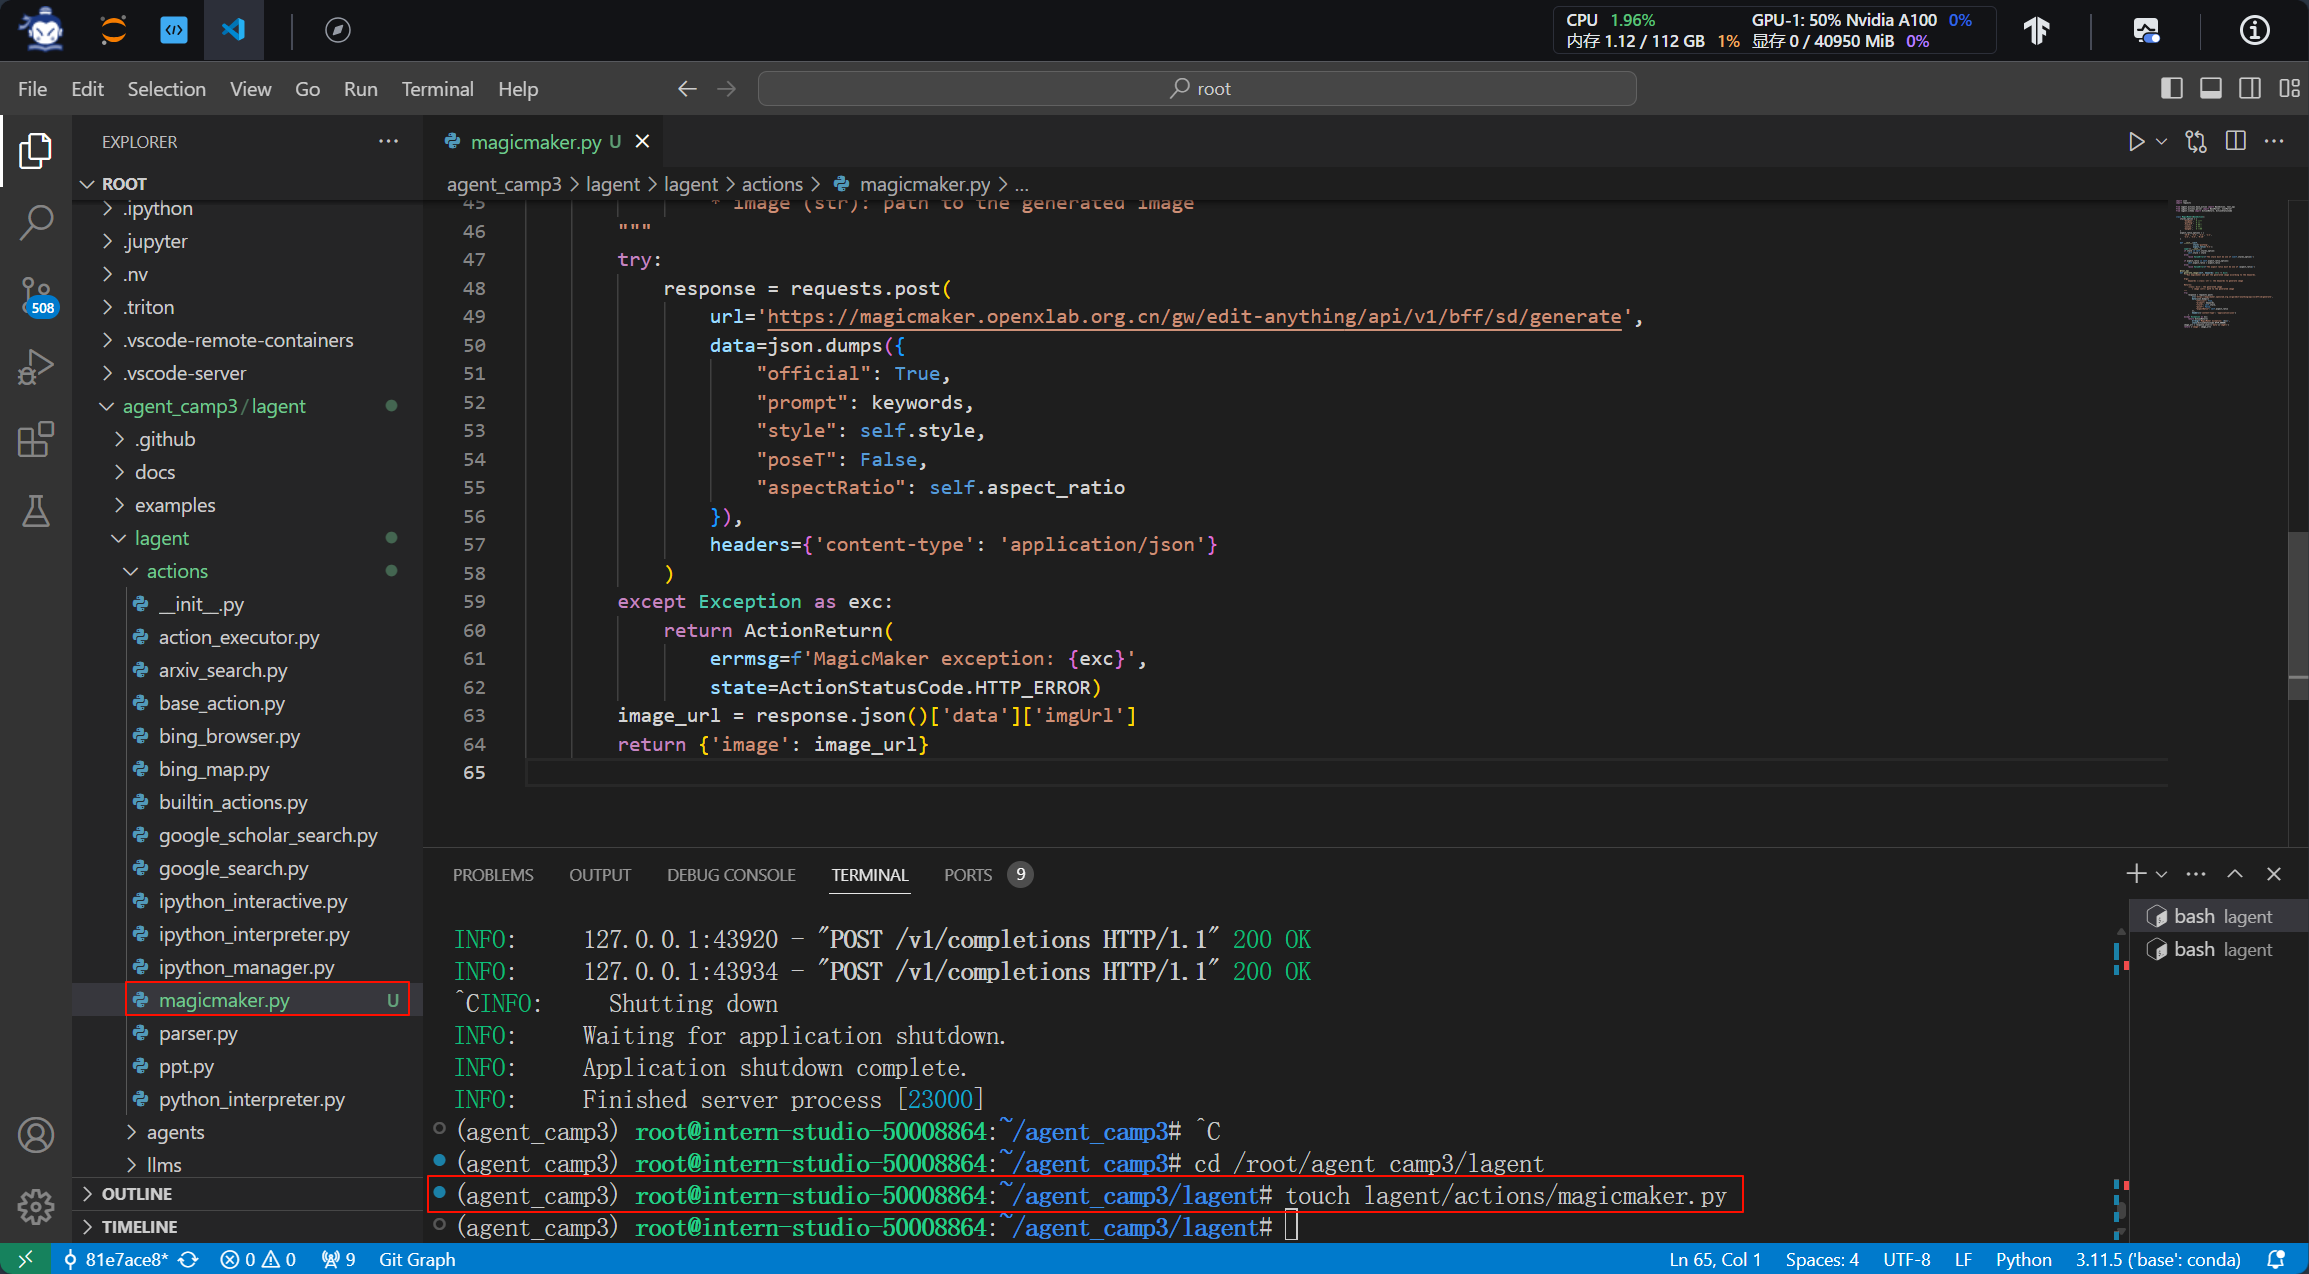 CPU 1.96%
GPU-1: 50% Nvidia A100 0%
内存 1.12 / 112 GB 1%
显存 0 / 40950 MiB 0%
File Edit Selection View Go Run Terminal Help
root
EXPLORER
ROOT
.ipython
.jupyter
.nv
.triton
.vscode-remote-containers
.vscode-server
agent_camp3/lagent
.github
docs
examples
lagent
actions
__init__.py
action_executor.py
arxiv_search.py
base_action.py
bing_browser.py
bing_map.py
builtin_actions.py
google_scholar_search.py
google_search.py
ipython_interactive.py
ipython_interpreter.py
ipython_manager.py
magicmaker.py U
parser.py
ppt.py
python_interpreter.py
agents
llms
OUTLINE
TIMELINE
508
magicmaker.py U
agent_camp3 > lagent > lagent > actions > magicmaker.py > ...
45 * image (str): path to the generated image
46 """
47 try:
48 response = requests.post(
49 url='https://magicmaker.openxlab.org.cn/gw/edit-anything/api/v1/bff/sd/generate',
50 data=json.dumps({
51 "official": True,
52 "prompt": keywords,
53 "style": self.style,
54 "poseT": False,
55 "aspectRatio": self.aspect_ratio
56 }),
57 headers={'content-type': 'application/json'}
58 )
59 except Exception as exc:
60 return ActionReturn(
61 errmsg=f'MagicMaker exception: {exc}',
62 state=ActionStatusCode.HTTP_ERROR)
63 image_url = response.json()['data']['imgUrl']
64 return {'image': image_url}
65
PROBLEMS OUTPUT DEBUG CONSOLE TERMINAL PORTS 9
INFO: 127.0.0.1:43920 - "POST /v1/completions HTTP/1.1" 200 OK
INFO: 127.0.0.1:43934 - "POST /v1/completions HTTP/1.1" 200 OK
^CINFO: Shutting down
INFO: Waiting for application shutdown.
INFO: Application shutdown complete.
INFO: Finished server process [23000]
(agent_camp3) root@intern-studio-50008864:~/agent_camp3# ^C
(agent_camp3) root@intern-studio-50008864:~/agent_camp3# cd /root/agent_camp3/lagent
(agent_camp3) root@intern-studio-50008864:~/agent_camp3/lagent# touch lagent/actions/magicmaker.py
(agent_camp3) root@intern-studio-50008864:~/agent_camp3/lagent#
bash lagent
bash lagent
81e7ace8* 0 0 9 Git Graph
Ln 65, Col 1 Spaces: 4 UTF-8 LF Python 3.11.5 ('base': conda)